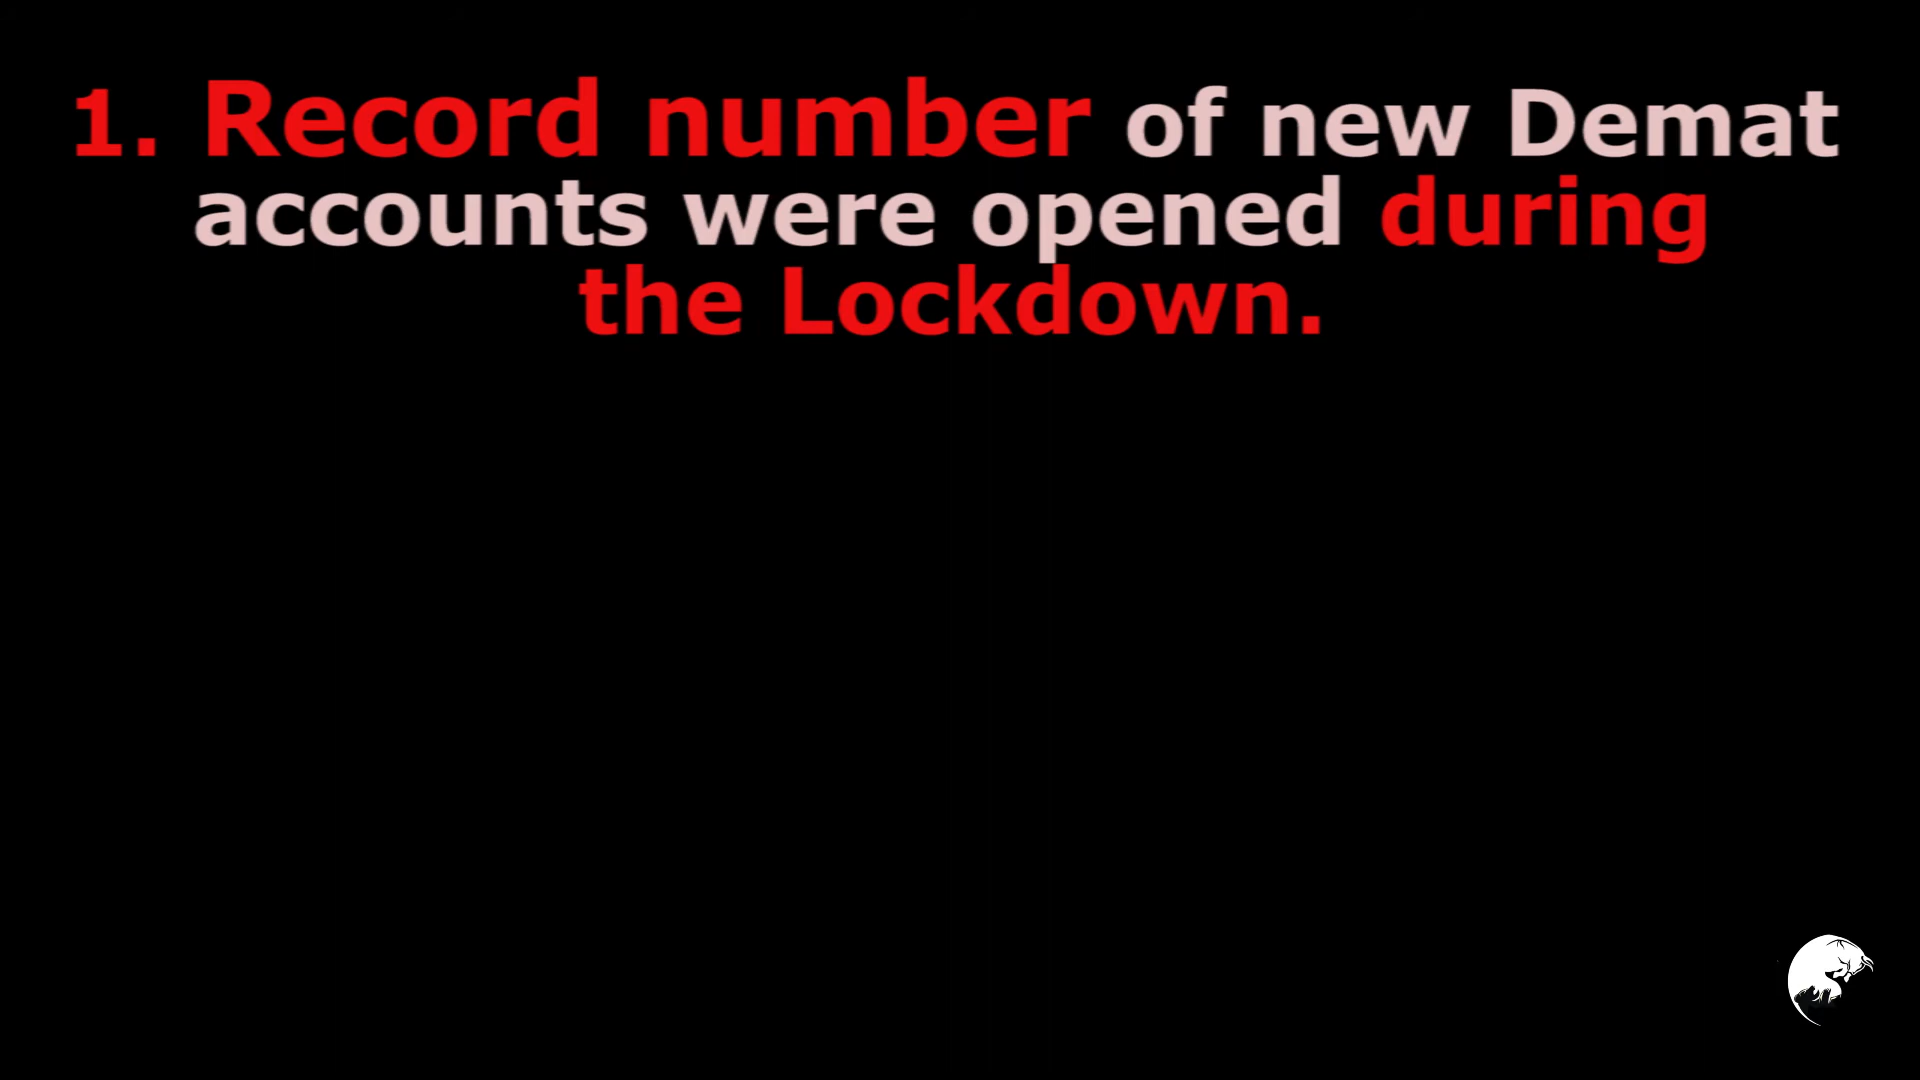 1. Record number of new Demat
accounts were opened during
the Lockdown.